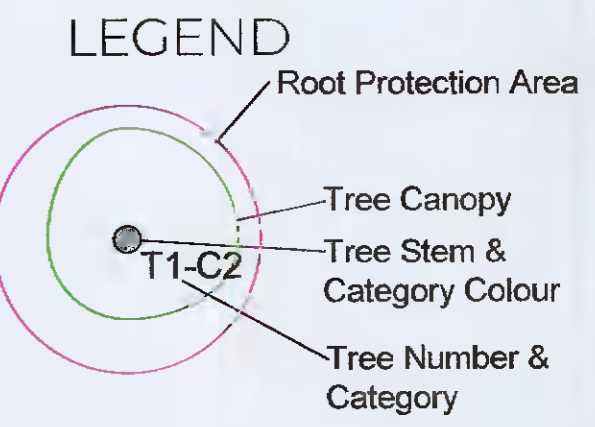 LEGEND
Root Protection Area
Tree Canopy
Tree Stem &
Category Colour
T1-C2
Tree Number &
Category